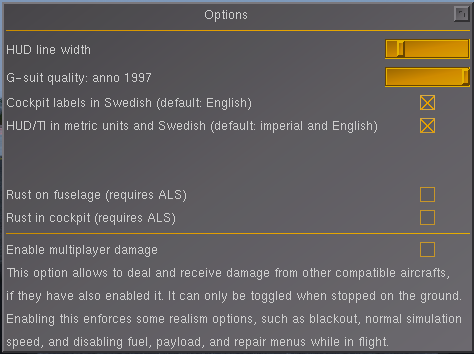 Options
HUD line width
G-suit quality: anno 1997
Cockpit labels in Swedish (default: English)
HUD/TI in metric units and Swedish (default: imperial and English)
Rust on fuselage (requires ALS)
Rust in cockpit (requires ALS)
Enable multiplayer damage
This option allows to deal and receive damage from other compatible aircrafts,
if they have also enabled it. It can only be toggled when stopped on the ground.
Enabling this enforces some realism options, such as blackout, normal simulation
speed, and disabling fuel, payload, and repair menus while in flight.